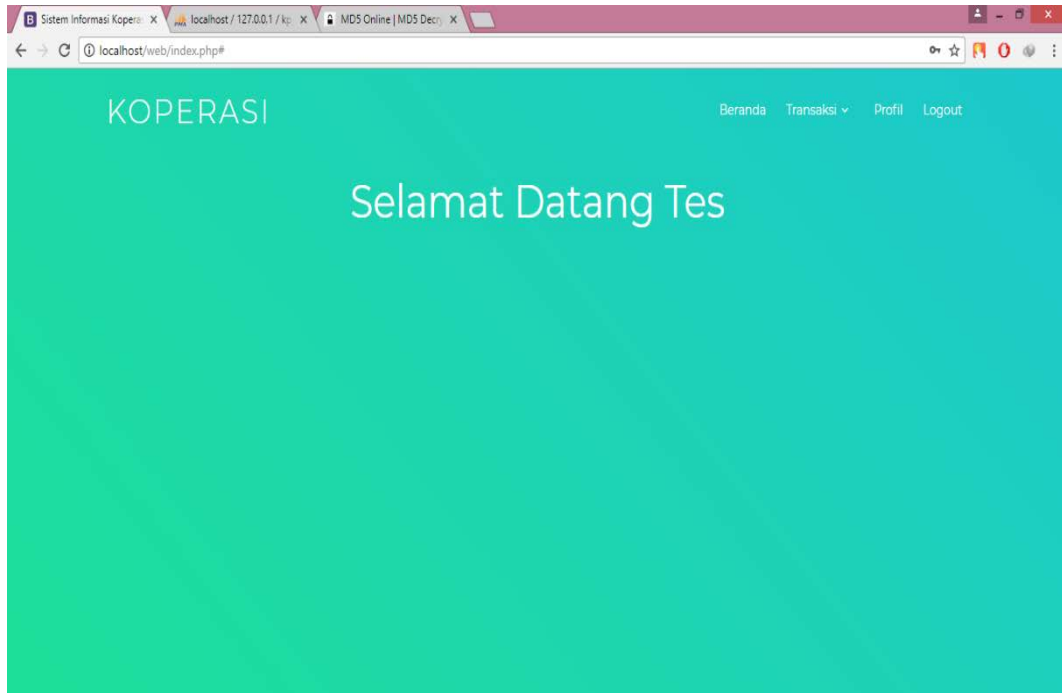 Sistem Informasi Kopera
localhost / 127.0.0.1 / kp
MD5 Online | MD5 Decry
localhost/web/index.php#
KOPERASI
Beranda Transaksi Profil Logout
Selamat Datang Tes